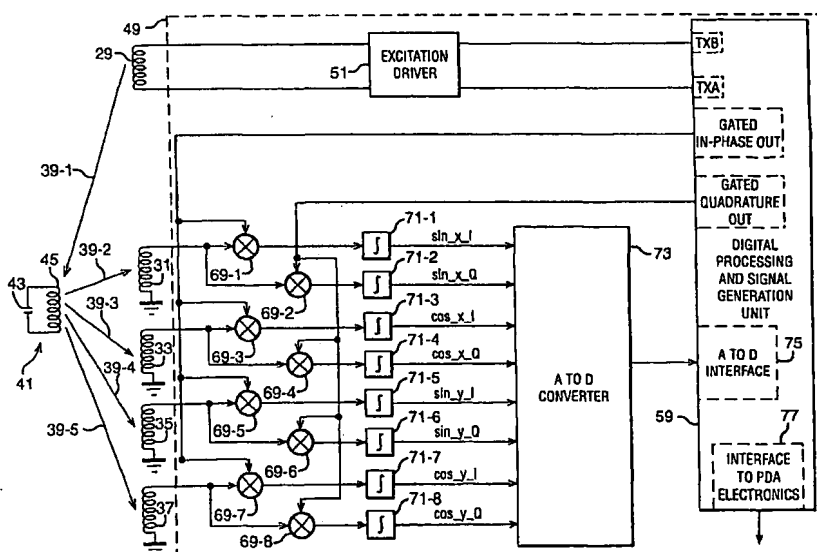 49
29
51
EXCITATION
DRIVER
TXB
TXA
GATED
IN-PHASE OUT
GATED
QUADRATURE
OUT
DIGITAL
PROCESSING
AND SIGNAL
GENERATION
UNIT
39-1
39-2
39-3
39-4
39-5
45
43
41
31
33
35
37
69-1
69-2
69-3
69-4
69-5
69-6
69-7
69-8
∫ 71-1 sin_x_I
∫ 71-2 sin_x_Q
∫ 71-3 cos_x_I
∫ 71-4 cos_x_Q
∫ 71-5 sin_y_I
∫ 71-6 sin_y_Q
∫ 71-7 cos_y_I
∫ 71-8 cos_y_Q
73
A TO D
CONVERTER
A TO D
INTERFACE
75
59
77
INTERFACE
TO PDA
ELECTRONICS